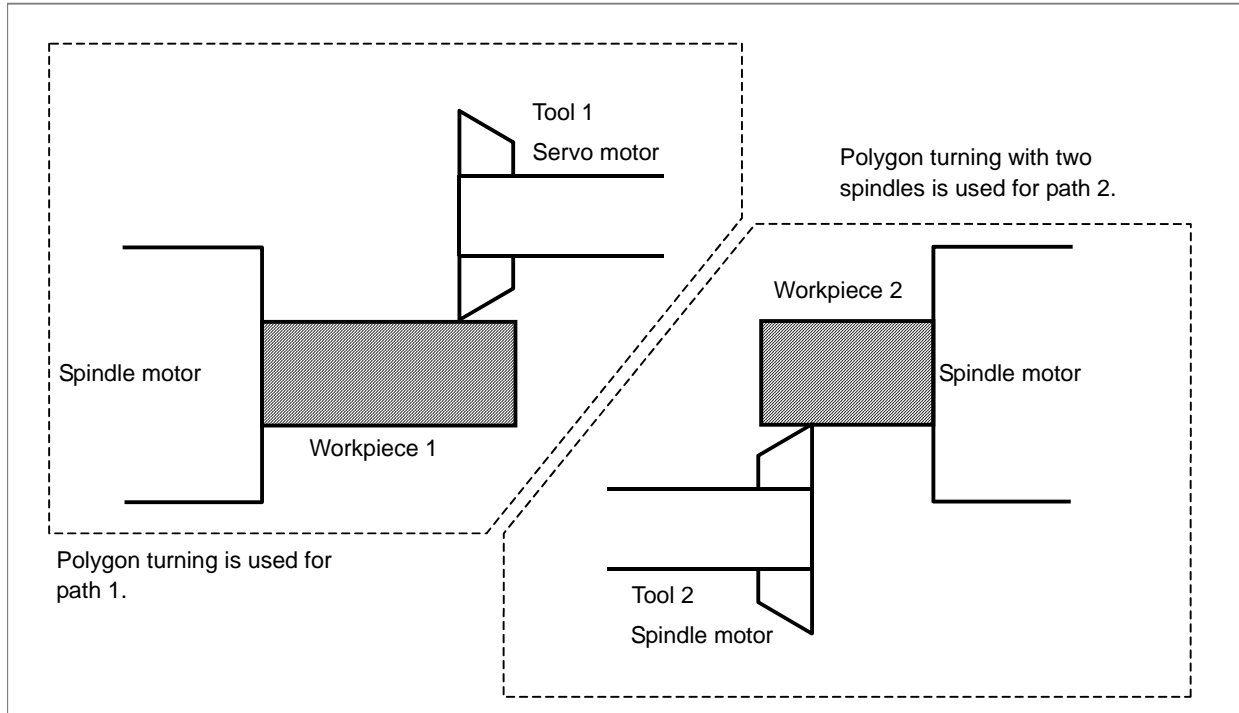 Tool 1
Servo motor
Polygon turning with two
spindles is used for path 2.
Workpiece 2
Spindle motor
Spindle motor
Workpiece 1
Polygon turning is used for
path 1.
Tool 2
Spindle motor